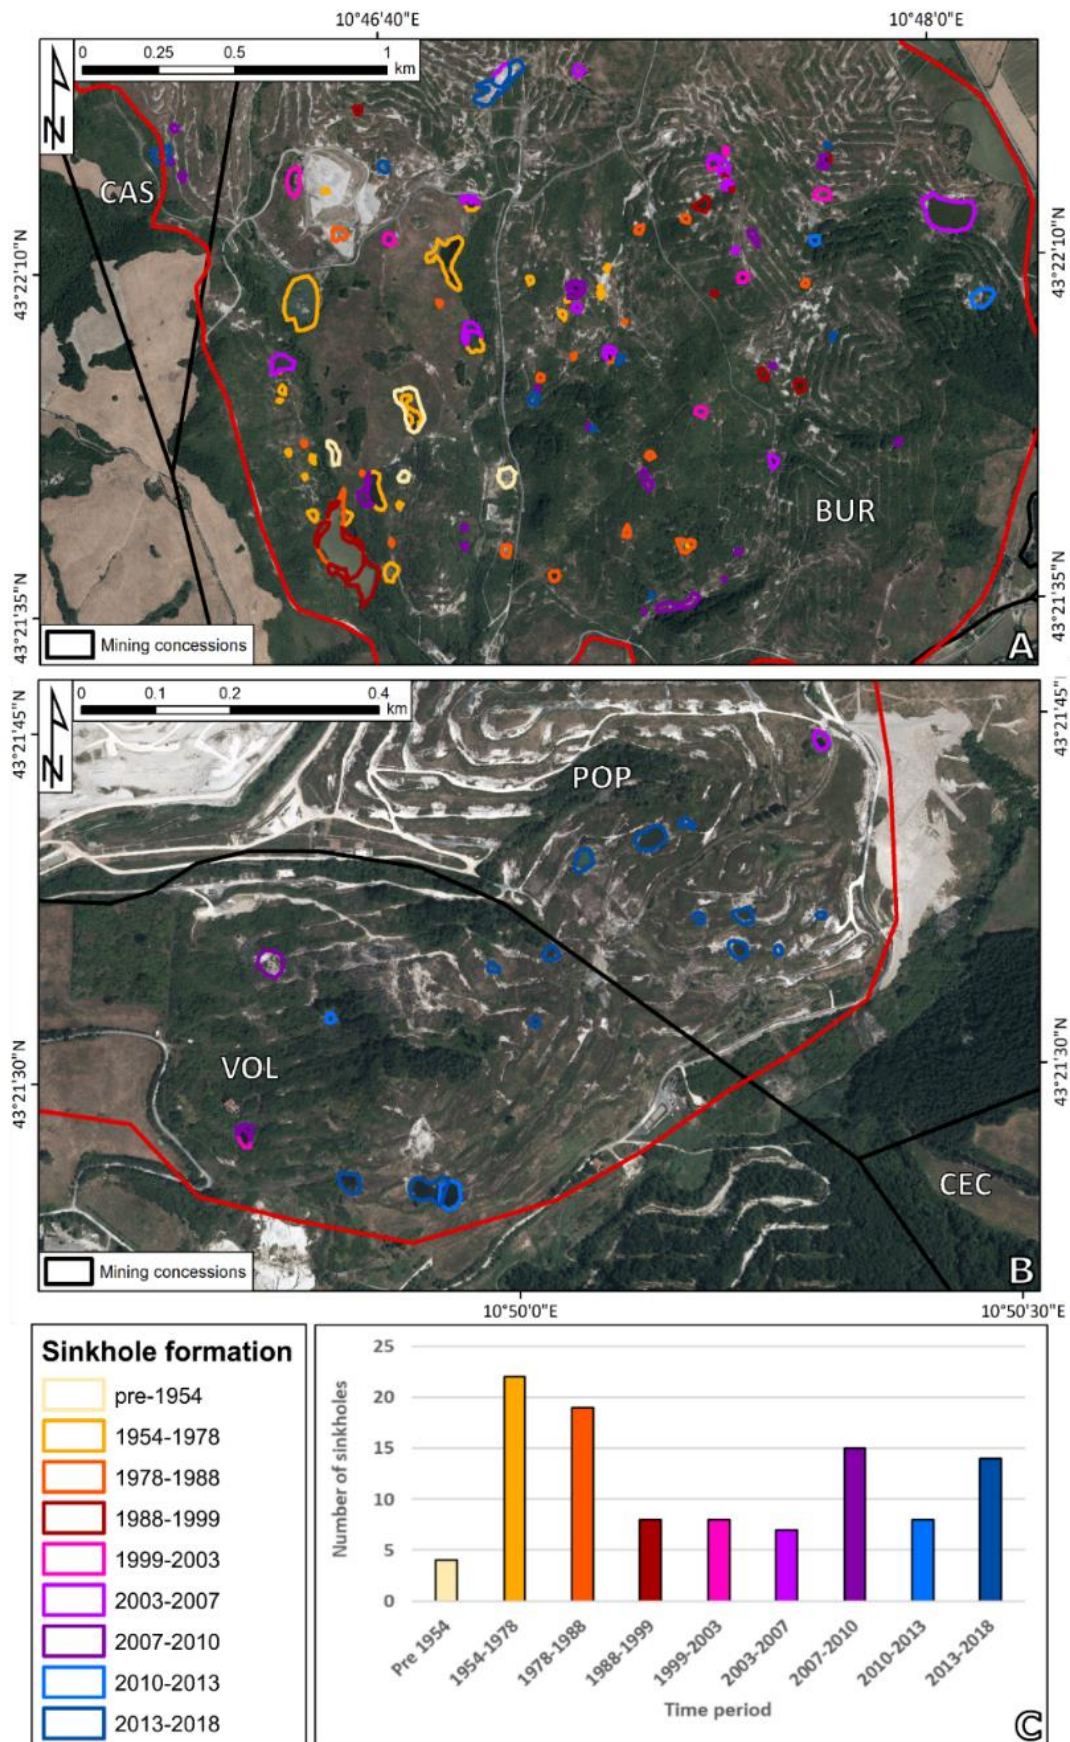 10°46'40"E 10°48'0"E
0 0.25 0.5 1
km
N
CAS
43°22'10"N
43°22'10"N
BUR
43°21'35"N
43°21'35"N
Mining concessions
A
0 0.1 0.2 0.4
km
N
43°21'45"N
43°21'45"
POP
VOL
43°21'30"N
43°21'30"N
CEC
Mining concessions
B
10°50'0"E 10°50'30"E
Sinkhole formation
pre-1954
1954-1978
1978-1988
1988-1999
1999-2003
2003-2007
2007-2010
2010-2013
2013-2018
Number of sinkholes
25
20
15
10
5
0
Pre 1954
1954-1978
1978-1988
1988-1999
1999-2003
2003-2007
2007-2010
2010-2013
2013-2018
Time period
C